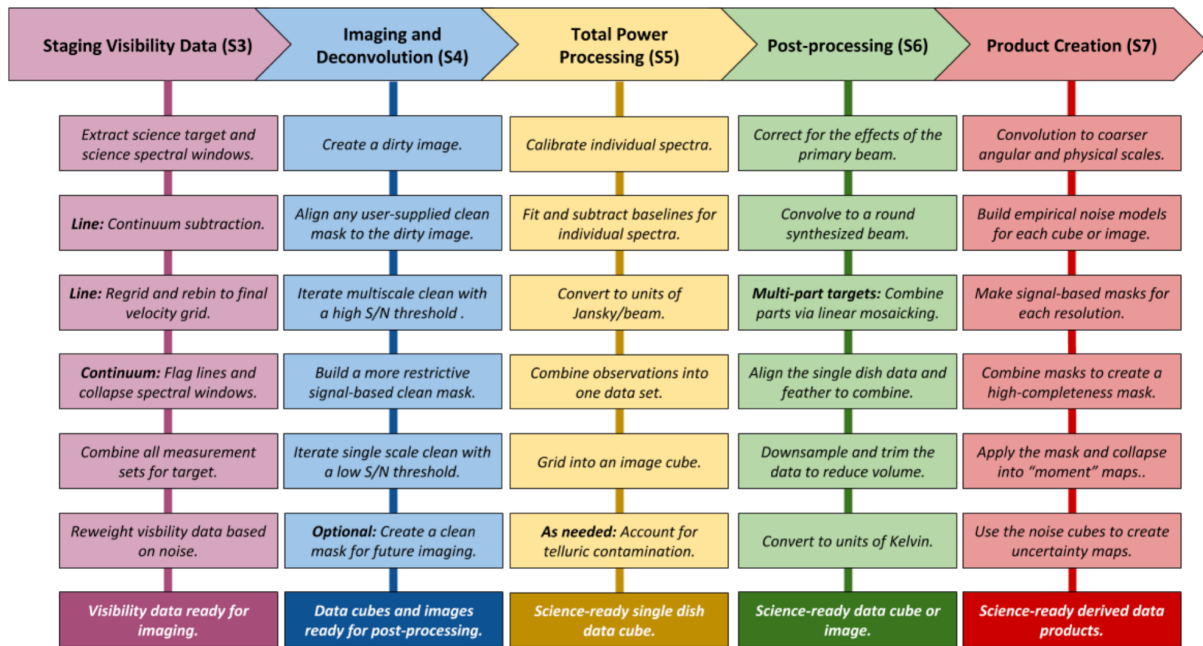 Staging Visibility Data (S3)
Imaging and
Deconvolution (S4)
Total Power
Processing (S5)
Post-processing (S6)
Product Creation (S7)
Extract science target and
science spectral windows.
Line: Continuum subtraction.
Line: Regrid and rebin to final
velocity grid.
Continuum: Flag lines and
collapse spectral windows.
Combine all measurement
sets for target.
Reweight visbility data based
on noise.
Visibility data ready for
imaging.
Create a dirty image.
Align any user-supplied clean
mask to the dirty image.
Iterate multiscale clean with
a high S/N threshold .
Build a more restrictive
signal-based clean mask.
Iterate single scale clean with
a low S/N threshold.
Optional: Create a clean
mask for future imaging.
Data cubes and images
ready for post-processing.
Calibrate individual spectra.
Fit and subtract baselines for
individual spectra.
Convert to units of
Jansky/beam.
Combine observations into
one data set.
Grid into an image cube.
As needed: Account for
telluric contamination.
Science-ready single dish
data cube.
Correct for the effects of the
primary beam.
Convolve to a round
synthesized beam.
Multi-part targets: Combine
parts via linear mosaicking.
Align the single dish data and
feather to combine.
Downsample and trim the
data to reduce volume.
Convert to units of Kelvin.
Science-ready data cube or
image.
Convolution to coarser
angular and physical scales.
Build empirical noise models
for each cube or image.
Make signal-based masks for
each resolution.
Combine masks to create a
high-completeness mask.
Apply the mask and collapse
into “moment” maps..
Use the noise cubes to create
uncertainty maps.
Science-ready derived data
products.